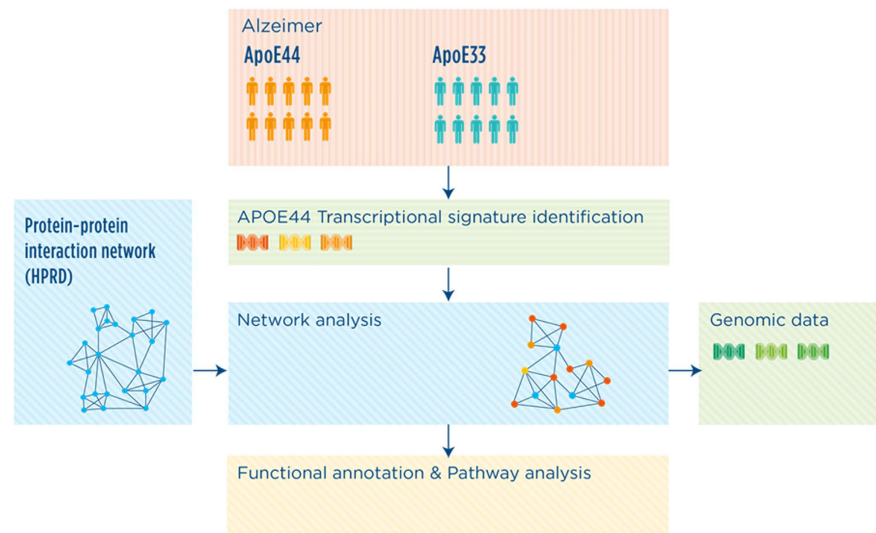 Alzeimer
ApoE44
ApoE33
APOE44 Transcriptional signature identification
Protein-protein
interaction network
(HPRD)
Network analysis
Genomic data
Functional annotation & Pathway analysis